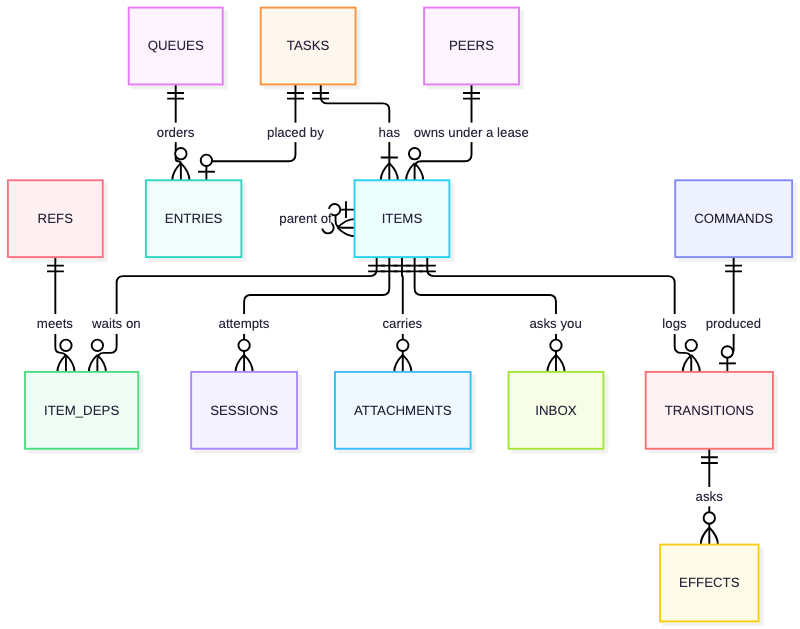 QUEUES
TASKS
PEERS
orders
placed by
has
owns under a lease
REFS
ENTRIES
parent of
ITEMS
COMMANDS
meets
waits on
attempts
carries
asks you
logs
produced
ITEM_DEPS
SESSIONS
ATTACHMENTS
INBOX
TRANSITIONS
asks
EFFECTS